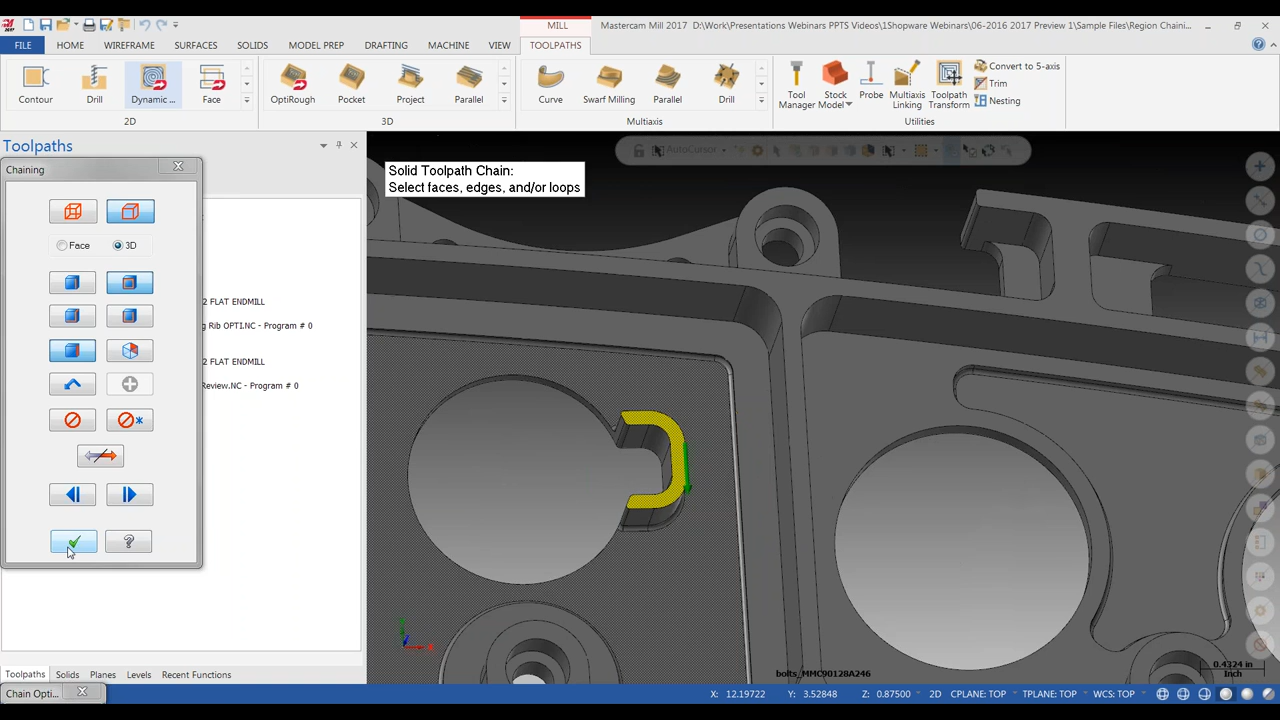 MILL
Mastercam Mill 2017 D:\Work\Presentations Webinars PPTS Videos\1Shopware Webinars\06-2016 2017 Preview 1\Sample Files\Region Chaini...
FILE HOME WIREFRAME SURFACES SOLIDS MODEL PREP DRAFTING MACHINE VIEW TOOLPATHS
Contour Drill Dynamic ... Face OptiRough Pocket Project Parallel Curve Swarf Milling Parallel Drill
Tool Manager Stock Model Probe Multiaxis Linking Toolpath Transform
Convert to 5-axis
Trim
Nesting
2D 3D Multiaxis Utilities
Toolpaths
AutoCursor
Chaining
Solid Toolpath Chain:
Select faces, edges, and/or loops
Face 3D
2 FLAT ENDMILL
g Rib OPTI.NC - Program # 0
2 FLAT ENDMILL
Review.NC - Program # 0
0.4324 in
Inch
bolts_MMC90128A246
Toolpaths Solids Planes Levels Recent Functions
Chain Opti...
X: 12.19722 Y: 3.52848 Z: 0.87500 2D CPLANE: TOP TPLANE: TOP WCS: TOP